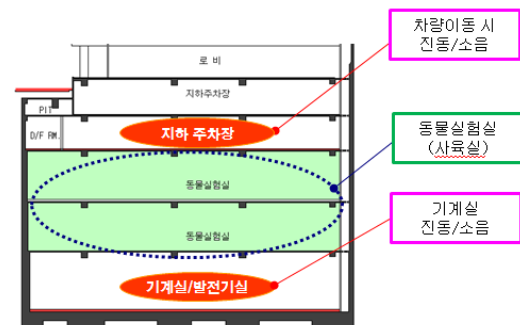 차량이동 시
진동/소음
로 비
지하주차장
PIT
D/F RM.
지하 주차장
동물실험실
(사육실)
동물실험실
동물실험실
기계실
진동/소음
기계실/발전기실